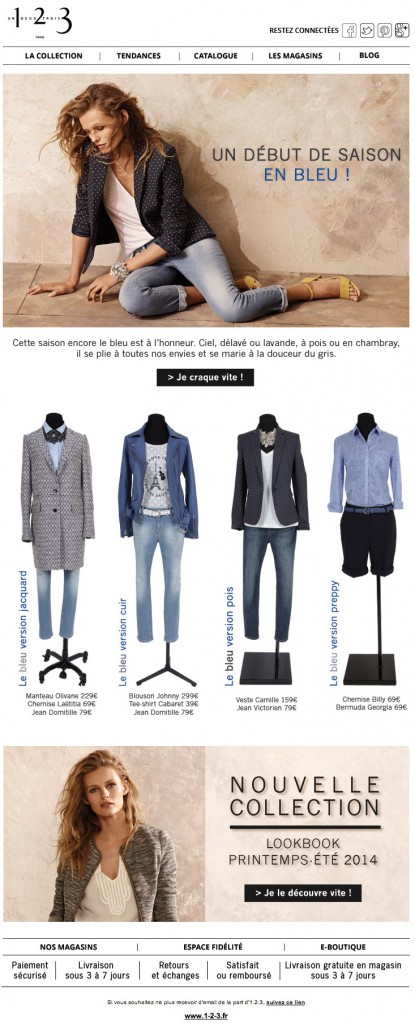 UN DEUX TROIS
1·2·3
PARIS
RESTEZ CONNECTÉES
LA COLLECTION
TENDANCES
CATALOGUE
LES MAGASINS
BLOG
UN DÉBUT DE SAISON
EN BLEU !
Cette saison encore le bleu est à l'honneur. Ciel, délavé ou lavande, à pois ou en chambray,
il se plie à toutes nos envies et se marie à la douceur du gris.
> Je craque vite !
Le bleu version jacquard
Manteau Olivane 229€
Chemise Laëtitia 69€
Jean Domitille 79€
Le bleu version cuir
Blouson Johnny 299€
Tee-shirt Cabaret 39€
Jean Domitille 79€
Le bleu version pois
Veste Camille 159€
Jean Victorien 79€
Le bleu version preppy
Chemise Billy 69€
Bermuda Georgia 69€
NOUVELLE
COLLECTION
LOOKBOOK
PRINTEMPS-ÉTÉ 2014
> Je le découvre vite !
NOS MAGASINS
ESPACE FIDÉLITÉ
E-BOUTIQUE
Paiement
sécurisé
Livraison
sous 3 à 7 jours
Retours
et échanges
Satisfait
ou remboursé
Livraison gratuite en magasin
sous 3 à 7 jours
Si vous souhaitez ne plus recevoir d'email de la part d'1.2.3, suivez ce lien
www.1-2-3.fr